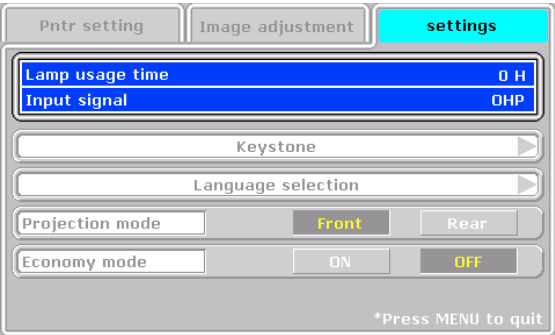 Pntr setting Image adjustment settings
Lamp usage time 0 H
Input signal OHP
Keystone
Language selection
Projection mode Front Rear
Economy mode ON OFF
*Press MENU to quit